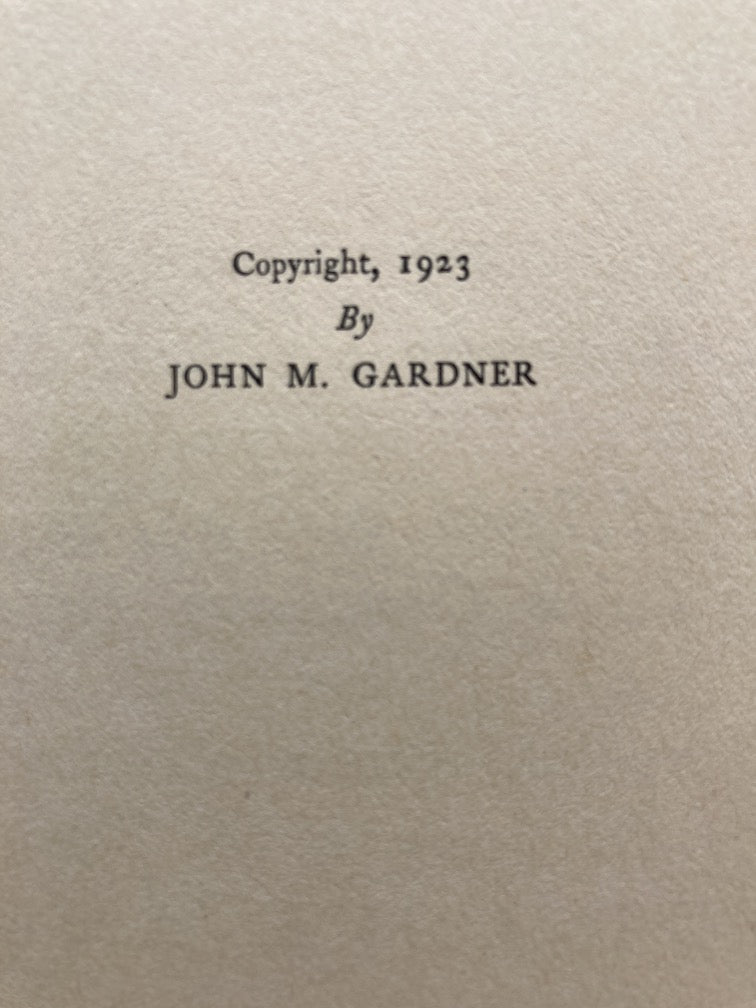 Copyright, 1923
By
JOHN M. GARDNER